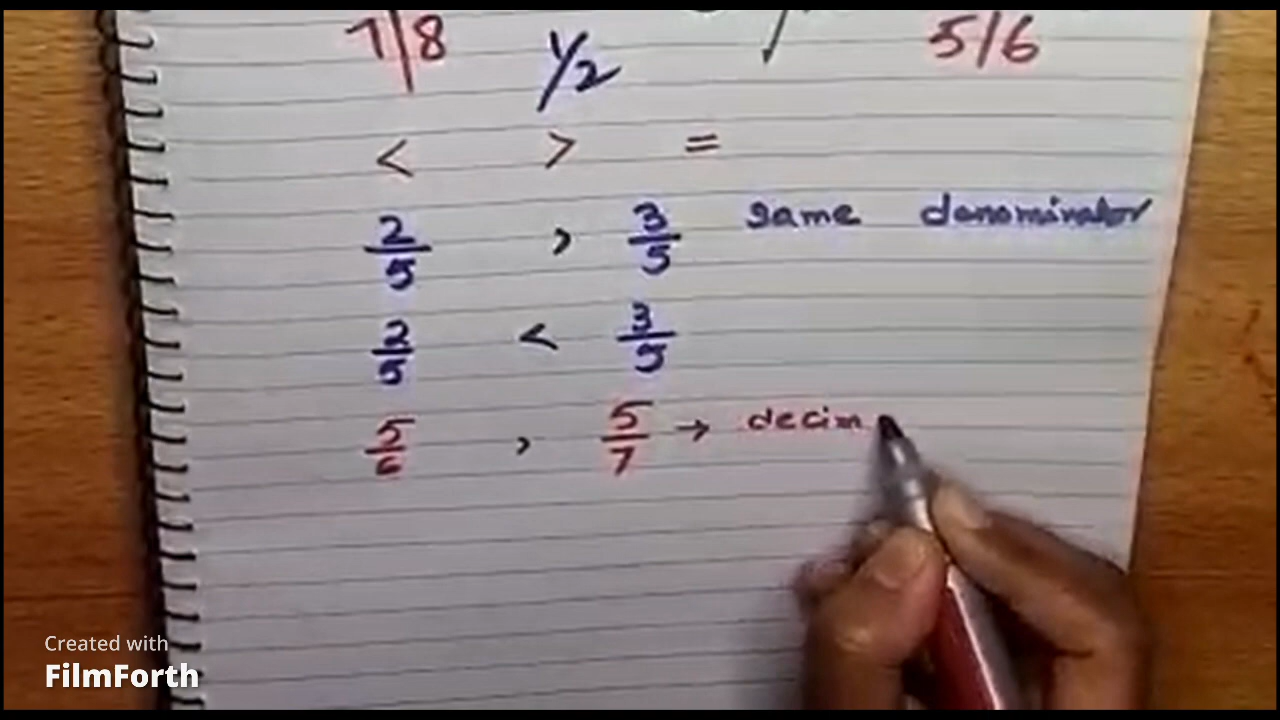 7/8 1/2 5/6
< > =
2/5 > 3/5 same denominator
2/5 < 3/5
5/6 , 5/7 → decim
Created with
FilmForth